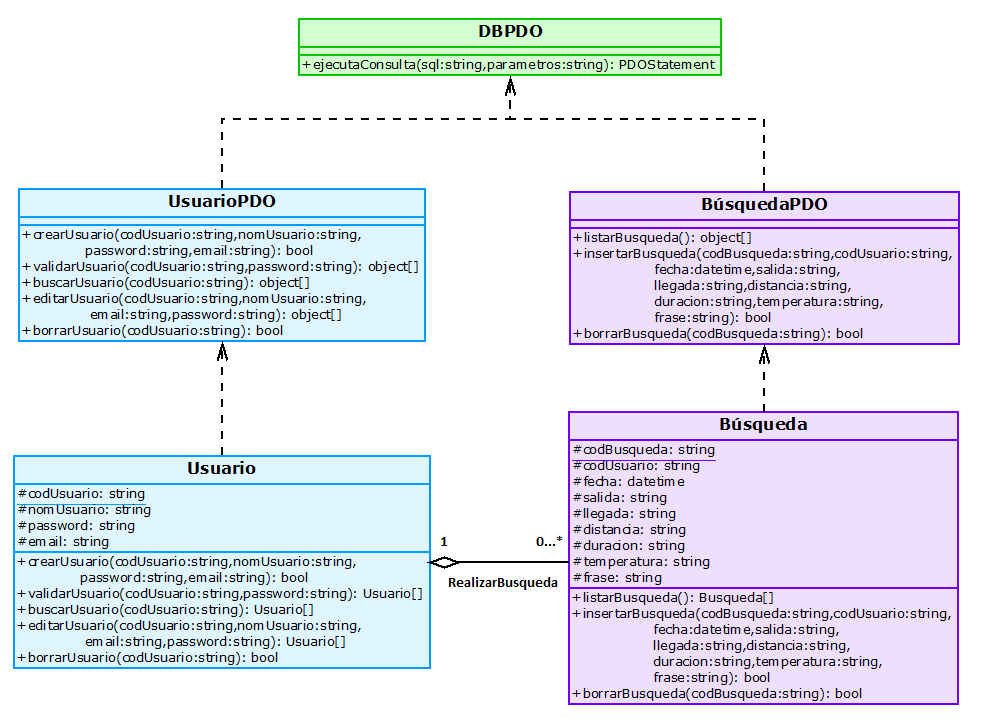 DBPDO
+ejecutaConsulta(sql:string,parametros:string): PDOStatement
UsuarioPDO
+crearUsuario(codUsuario:string,nomUsuario:string,
password:string,email:string): bool
+validarUsuario(codUsuario:string,password:string): object[]
+buscarUsuario(codUsuario:string): object[]
+editarUsuario(codUsuario:string,nomUsuario:string,
email:string,password:string): object[]
+borrarUsuario(codUsuario:string): bool
BúsquedaPDO
+listarBusqueda(): object[]
+insertarBusqueda(codBusqueda:string,codUsuario:string,
fecha:datetime,salida:string,
llegada:string,distancia:string,
duracion:string,temperatura:string,
frase:string): bool
+borrarBusqueda(codBusqueda:string): bool
Usuario
#codUsuario: string
#nomUsuario: string
#password: string
#email: string
+crearUsuario(codUsuario:string,nomUsuario:string,
password:string,email:string): bool
+validarUsuario(codUsuario:string,password:string): Usuario[]
+buscarUsuario(codUsuario:string): Usuario[]
+editarUsuario(codUsuario:string,nomUsuario:string,
email:string,password:string): Usuario[]
+borrarUsuario(codUsuario:string): bool
1
0...*
RealizarBusqueda
Búsqueda
#codBusqueda: string
#codUsuario: string
#fecha: datetime
#salida: string
#llegada: string
#distancia: string
#duracion: string
#temperatura: string
#frase: string
+listarBusqueda(): Busqueda[]
+insertarBusqueda(codBusqueda:string,codUsuario:string,
fecha:datetime,salida:string,
llegada:string,distancia:string,
duracion:string,temperatura:string,
frase:string): bool
+borrarBusqueda(codBusqueda:string): bool